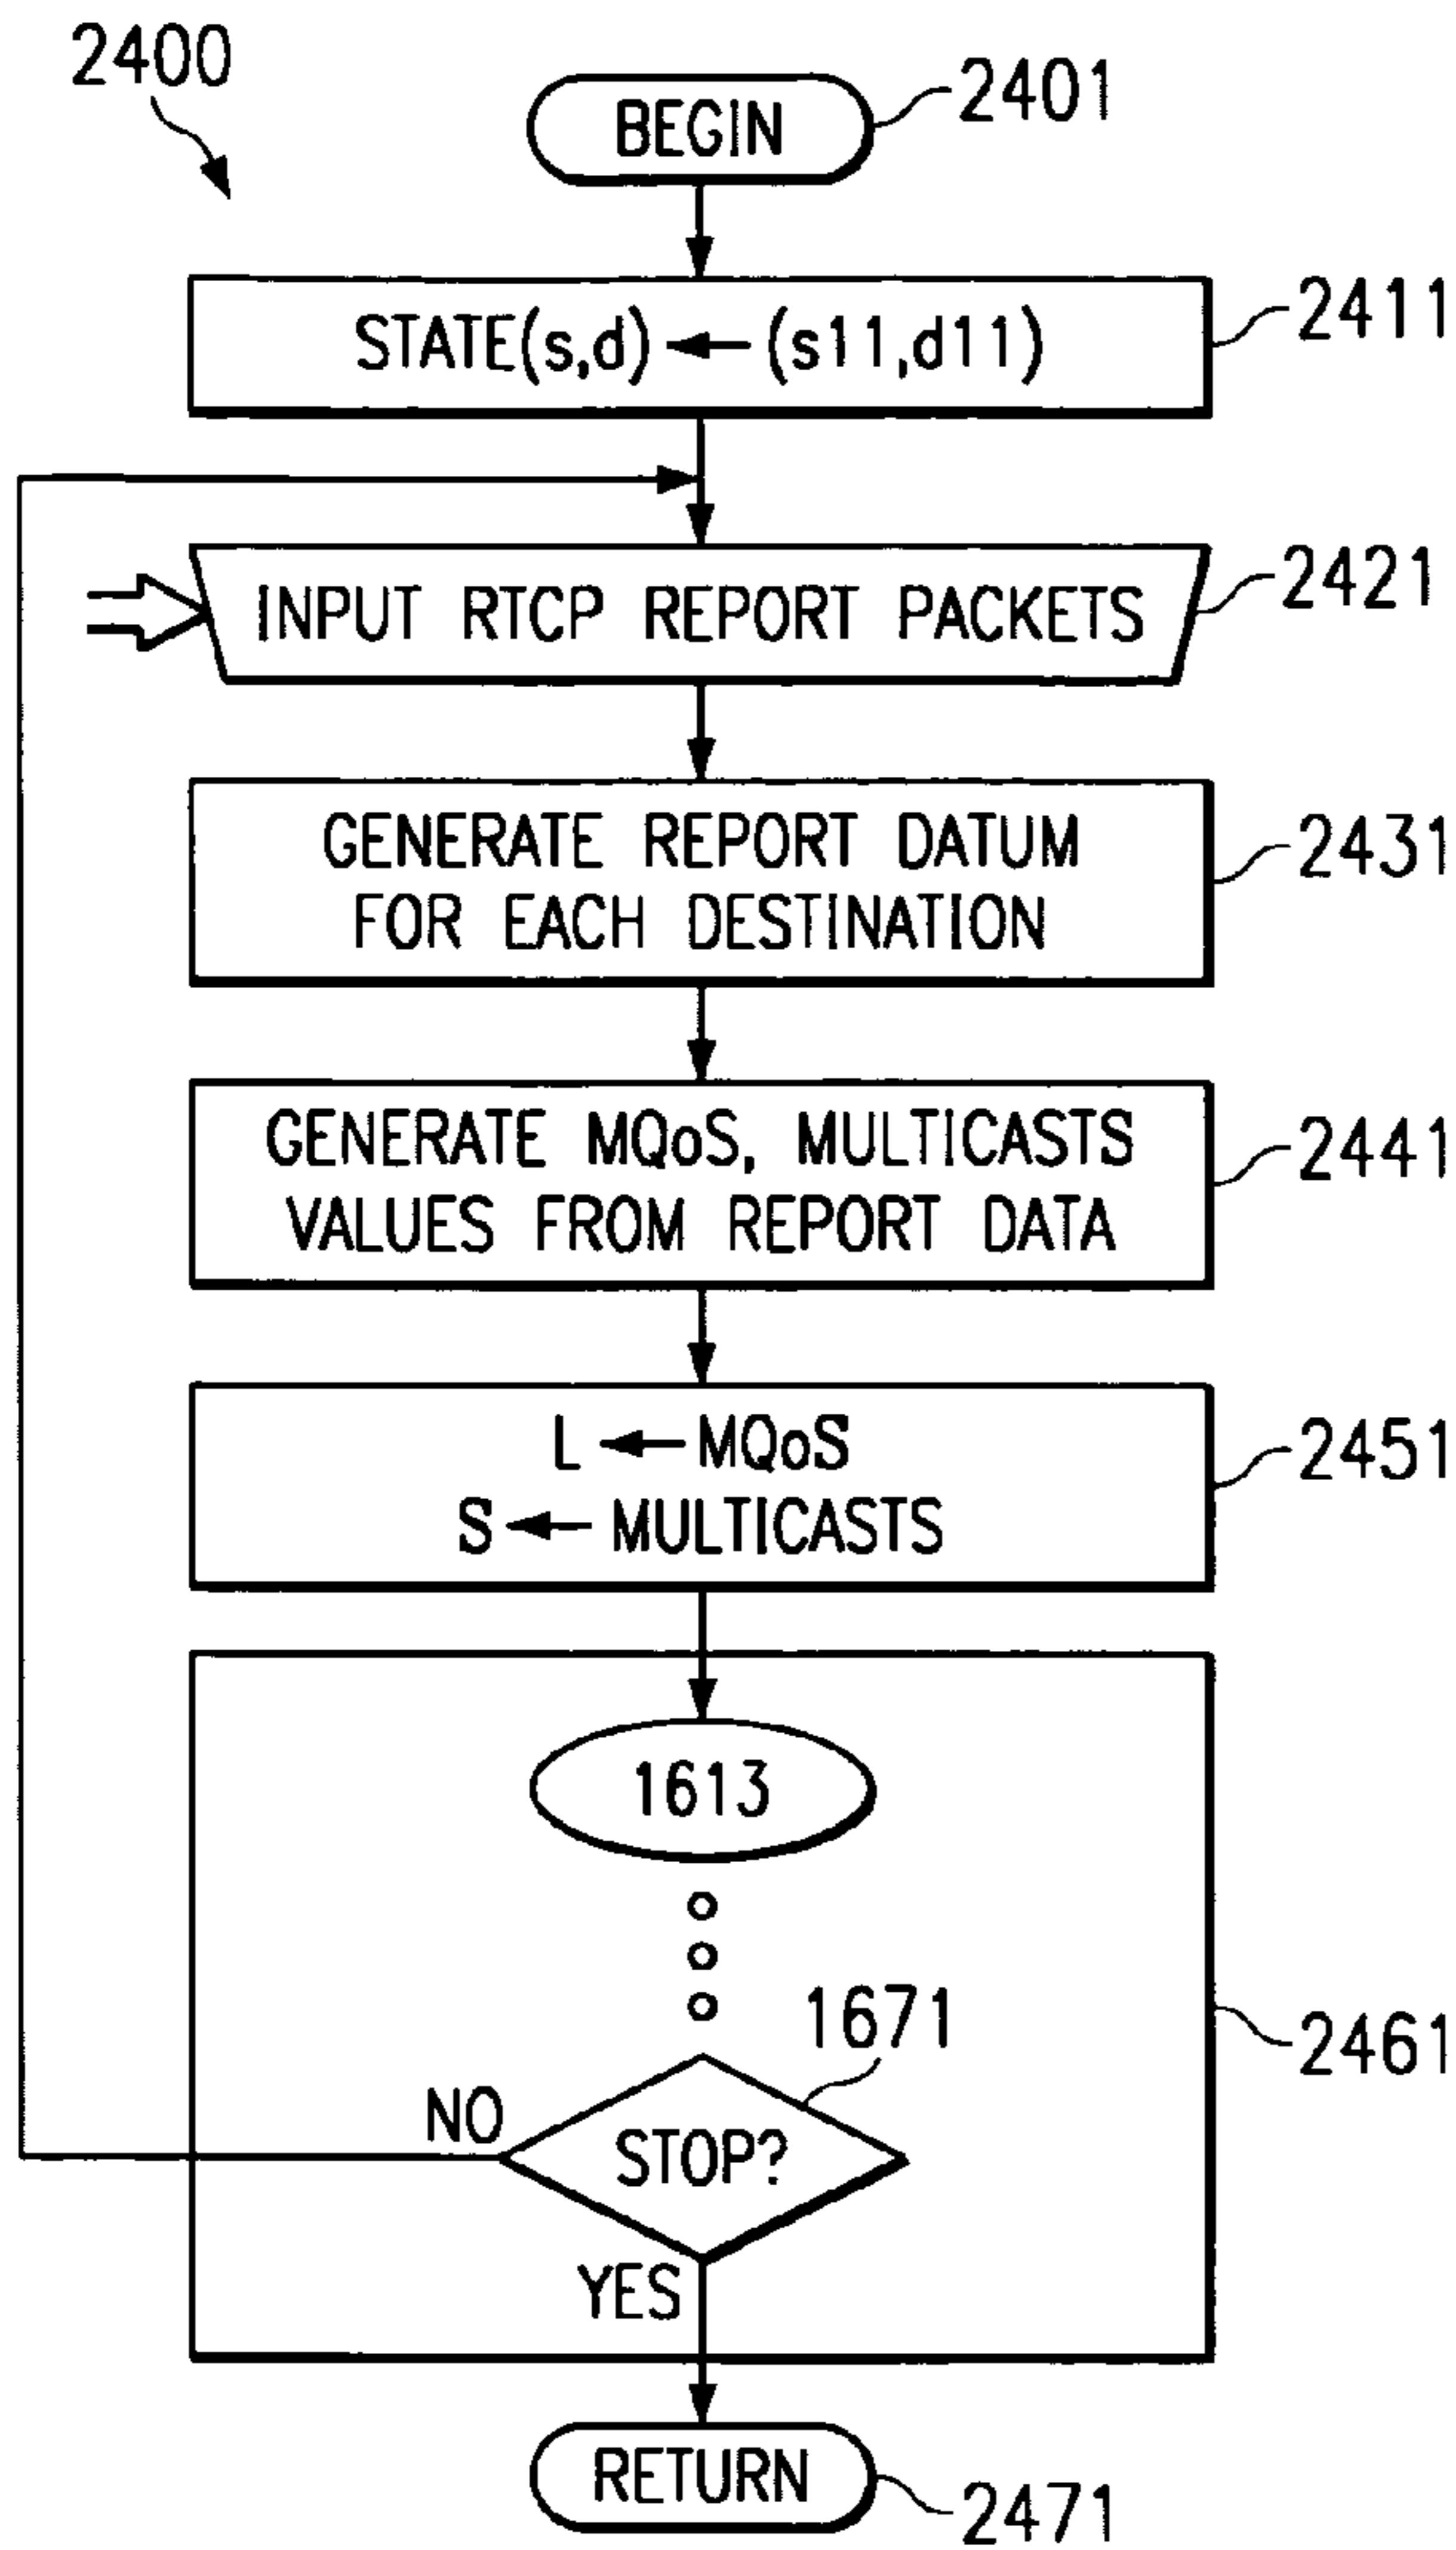 2400
BEGIN
2401
STATE(s,d) ← (s11,d11)
2411
INPUT RTCP REPORT PACKETS
2421
GENERATE REPORT DATUM
FOR EACH DESTINATION
2431
GENERATE MQoS, MULTICASTS
VALUES FROM REPORT DATA
2441
L ← MQoS
S ← MULTICASTS
2451
1613
1671
2461
NO
STOP?
YES
RETURN
2471